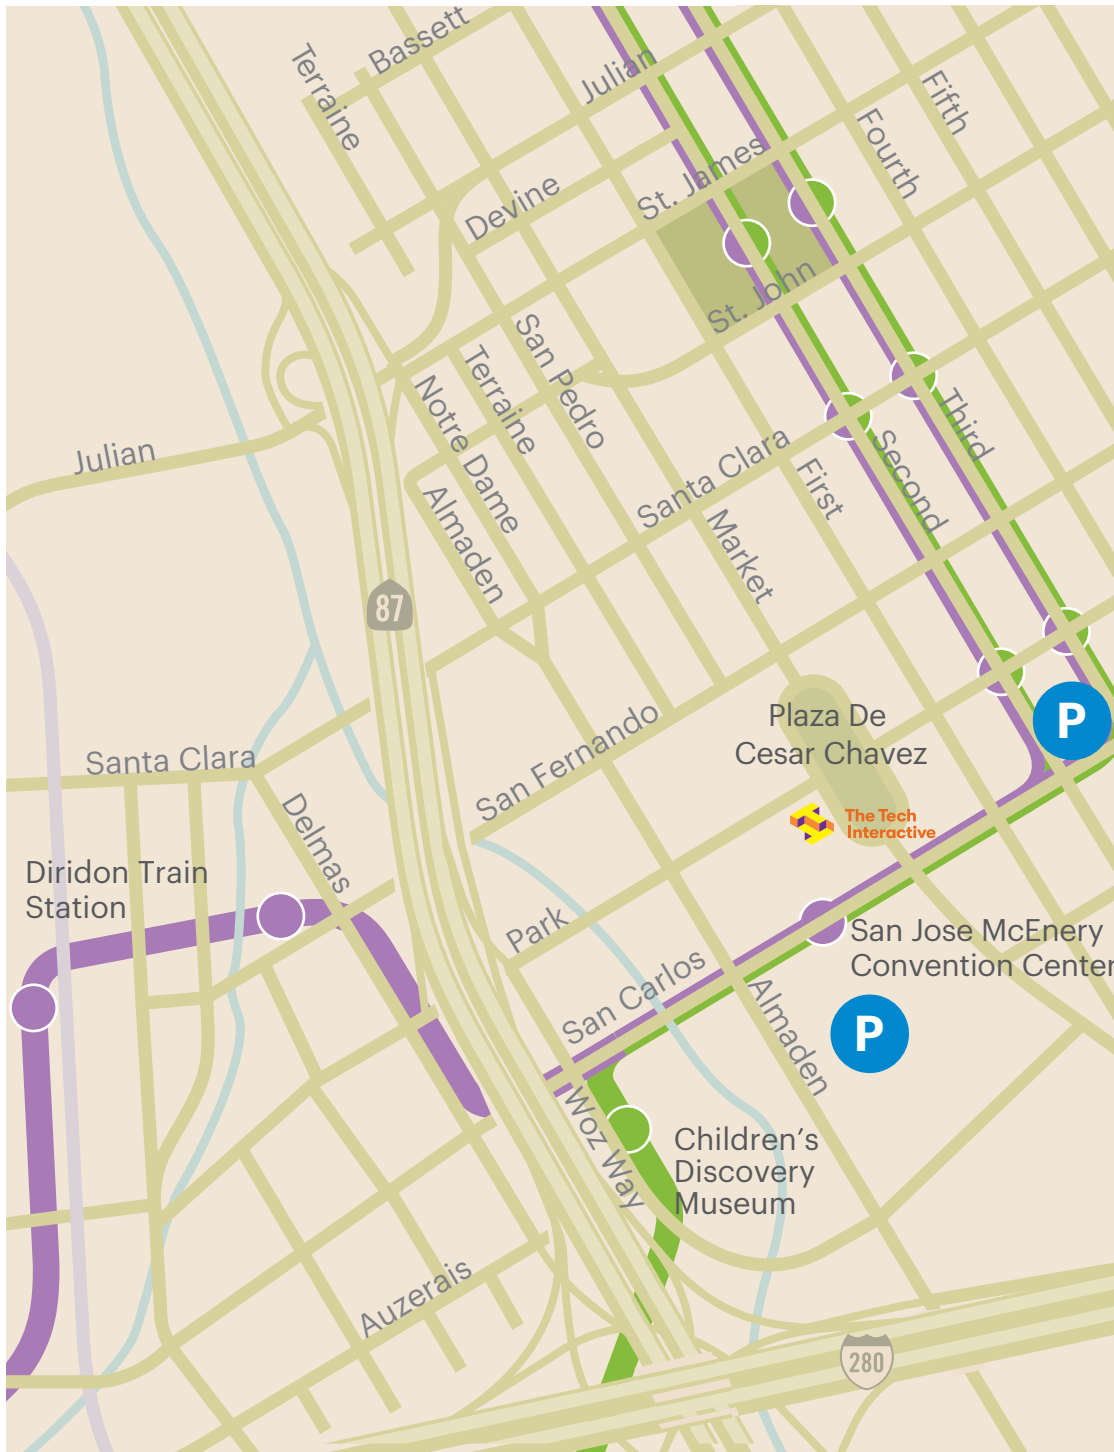 Bassett
Terraine
Julian
Fifth
Fourth
St. James
Devine
St. John
San Pedro
Terraine
Notre Dame
Third
Second
Julian
Santa Clara
First
Almaden
Market
87
Plaza De
Cesar Chavez
P
San Fernando
Santa Clara
Delmas
The Tech
Interactive
Diridon Train
Station
Park
San Jose McEnery
Convention Center
San Carlos
Almaden
P
Woz Way
Children’s
Discovery
Museum
Auzerais
280